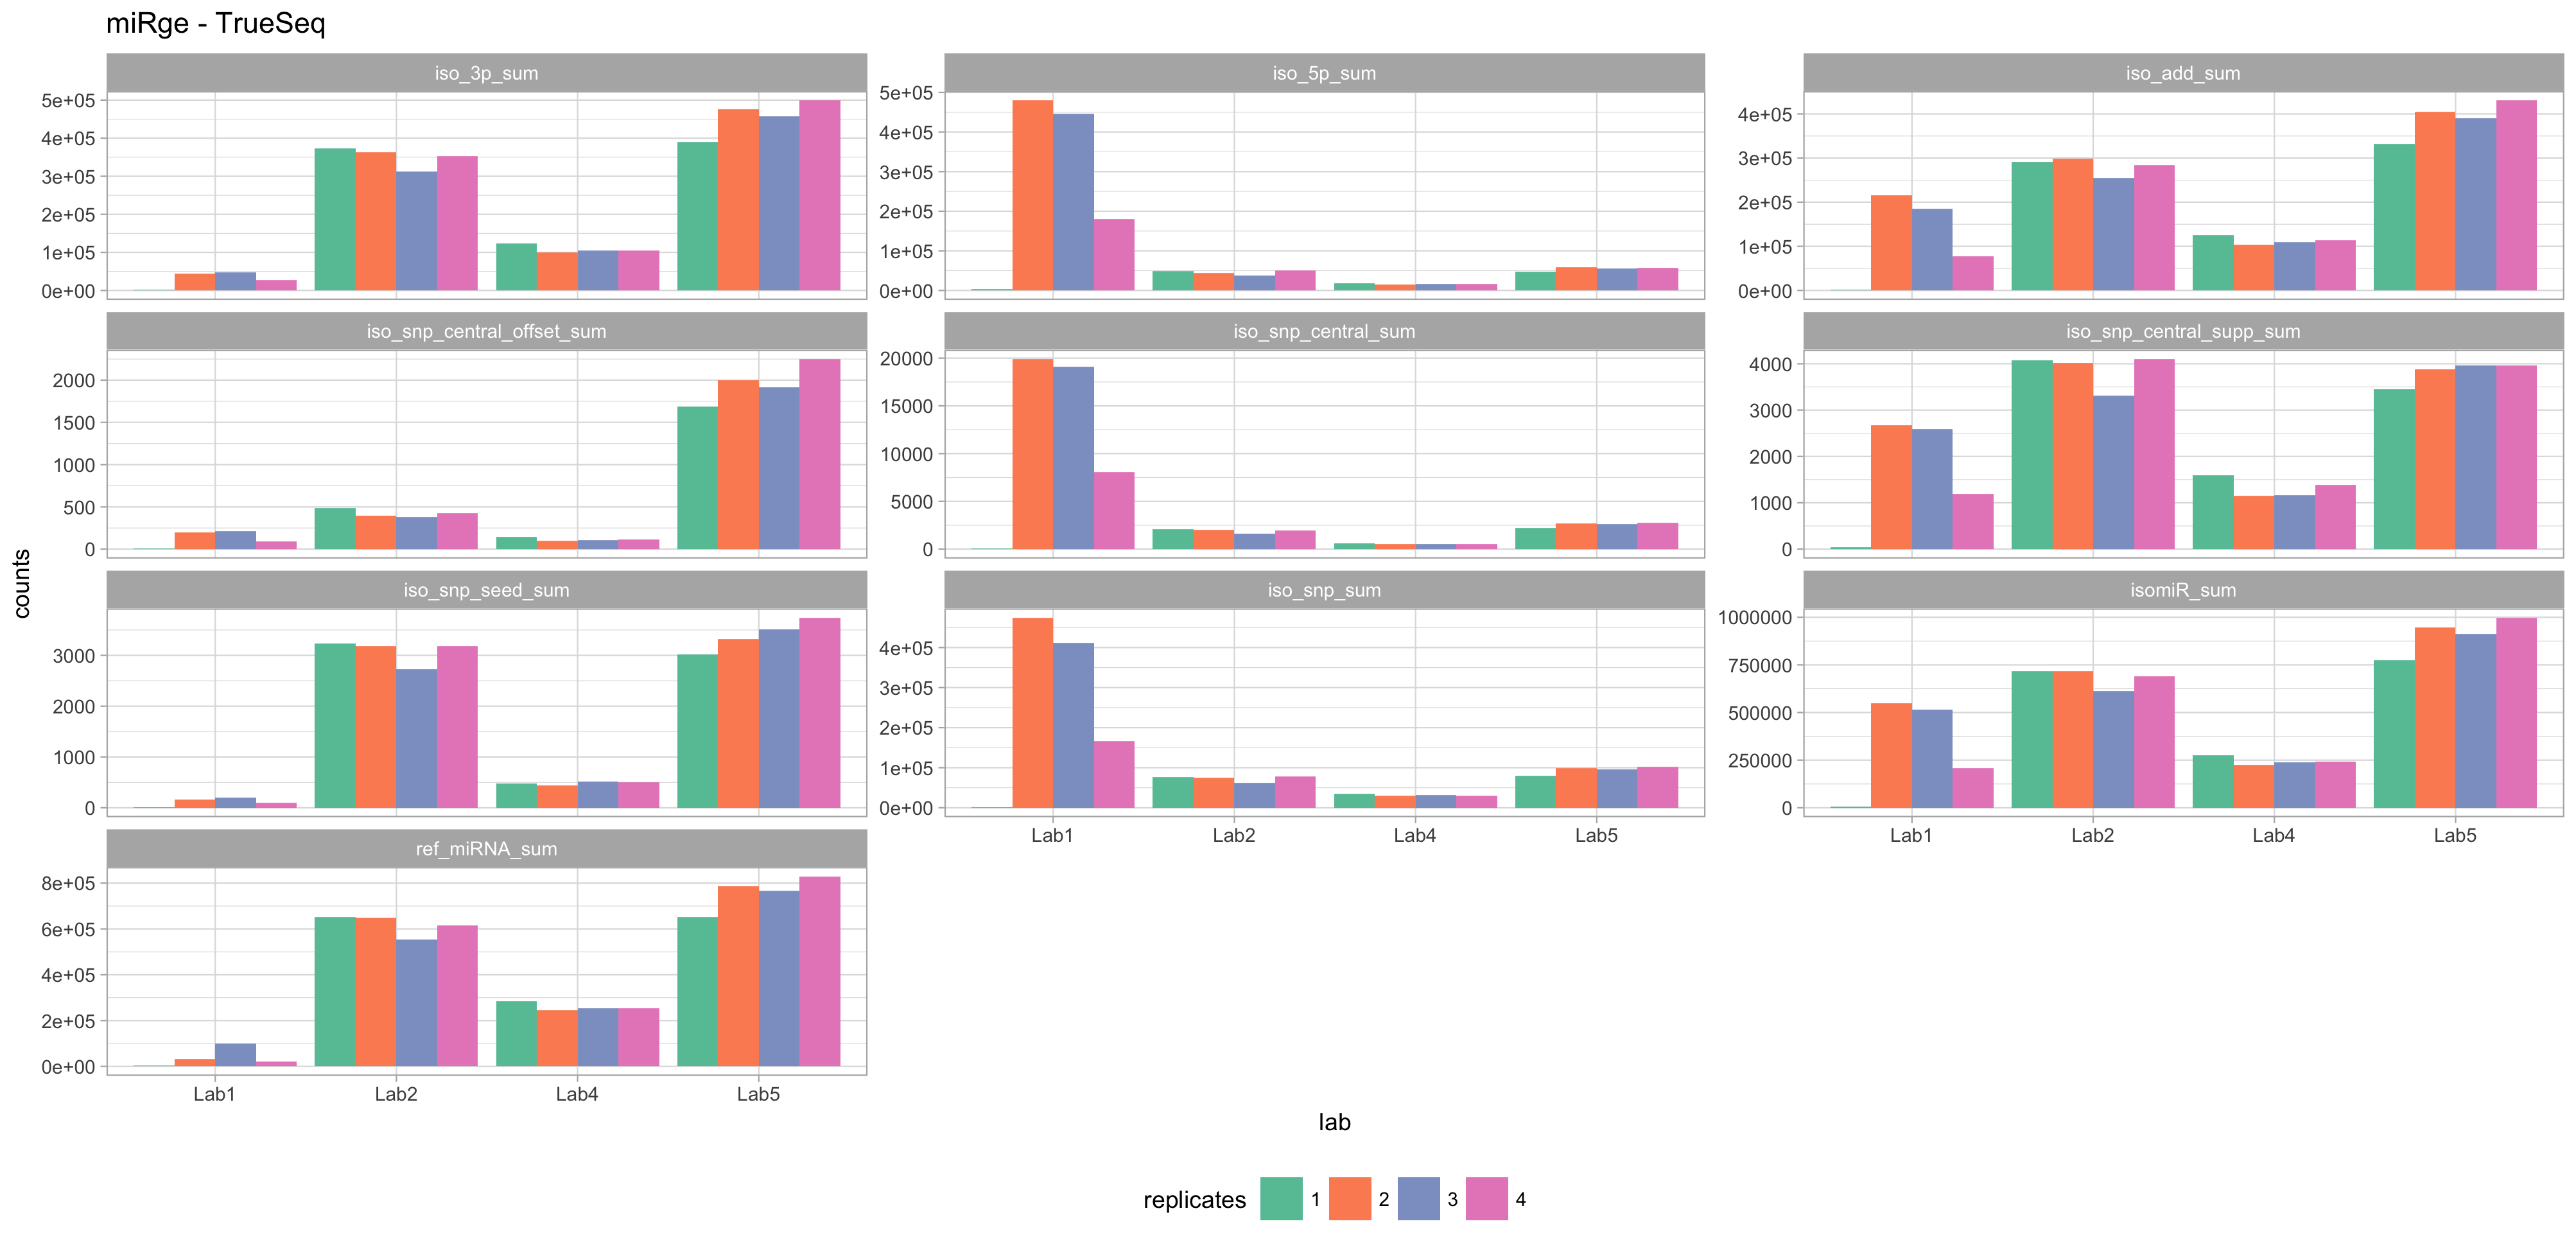 miRge - TrueSeq
counts
iso_3p_sum
5e+05
4e+05
3e+05
2e+05
1e+05
0e+00
iso_5p_sum
5e+05
4e+05
3e+05
2e+05
1e+05
0e+00
iso_add_sum
4e+05
3e+05
2e+05
1e+05
0e+00
iso_snp_central_offset_sum
2000
1500
1000
500
0
iso_snp_central_sum
20000
15000
10000
5000
0
iso_snp_central_supp_sum
4000
3000
2000
1000
0
iso_snp_seed_sum
3000
2000
1000
0
iso_snp_sum
4e+05
3e+05
2e+05
1e+05
0e+00
Lab1 Lab2 Lab4 Lab5
isomiR_sum
1000000
750000
500000
250000
0
Lab1 Lab2 Lab4 Lab5
ref_miRNA_sum
8e+05
6e+05
4e+05
2e+05
0e+00
Lab1 Lab2 Lab4 Lab5
lab
replicates 1 2 3 4